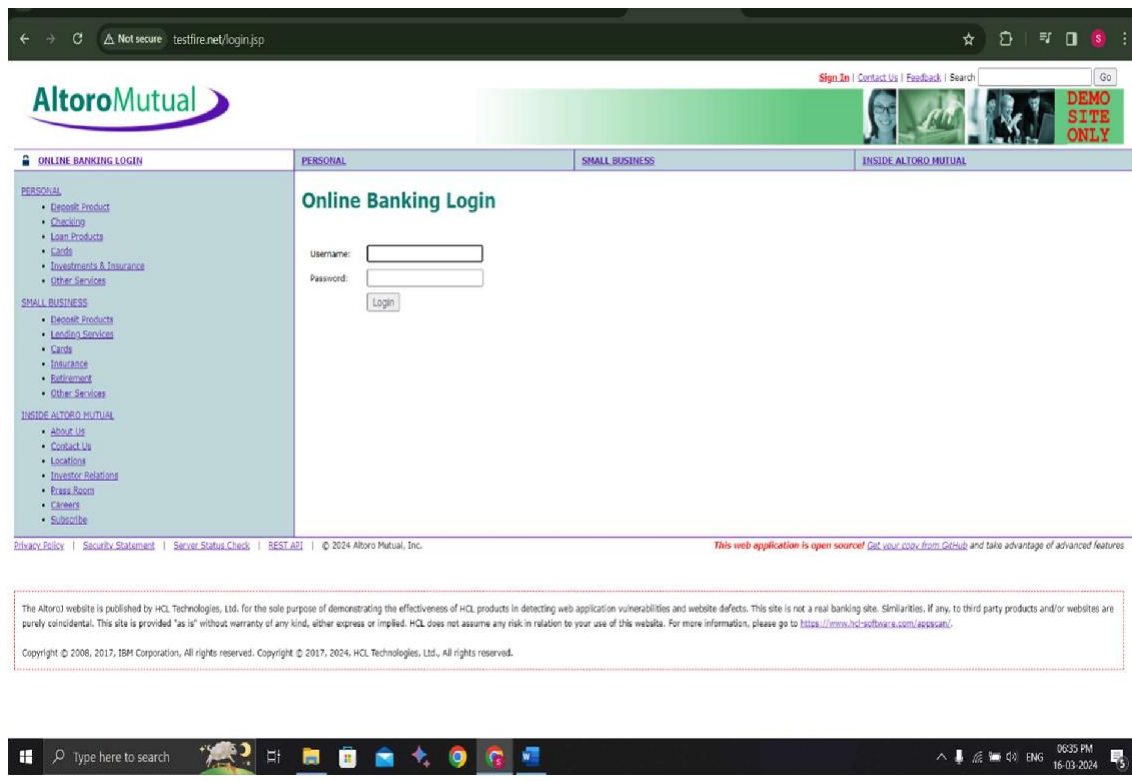 Not secure testfire.net/login.jsp
S
Sign In | Contact Us | Feedback | Search Go
AltoroMutual
DEMO
SITE
ONLY
ONLINE BANKING LOGIN
PERSONAL
SMALL BUSINESS
INSIDE ALTORO MUTUAL
PERSONAL
• Deposit Product
• Checking
• Loan Products
• Cards
• Investments & Insurance
• Other Services
SMALL BUSINESS
• Deposit Products
• Lending Services
• Cards
• Insurance
• Retirement
• Other Services
INSIDE ALTORO MUTUAL
• About Us
• Contact Us
• Locations
• Investor Relations
• Press Room
• Careers
• Subscribe
Online Banking Login
Username:
Password:
Login
Privacy Policy | Security Statement | Server Status Check | REST API | © 2024 Altoro Mutual, Inc.
This web application is open source! Get your copy from GitHub and take advantage of advanced features
The AltoroJ website is published by HCL Technologies, Ltd. for the sole purpose of demonstrating the effectiveness of HCL products in detecting web application vulnerabilities and website defects. This site is not a real banking site. Similarities, if any, to third party products and/or websites are
purely coincidental. This site is provided "as is" without warranty of any kind, either express or implied. HCL does not assume any risk in relation to your use of this website. For more information, please go to https://www.hcl-software.com/appscan/.
Copyright © 2008, 2017, IBM Corporation, All rights reserved. Copyright © 2017, 2024, HCL Technologies, Ltd., All rights reserved.
Type here to search
ENG
06:35 PM
16-03-2024
5